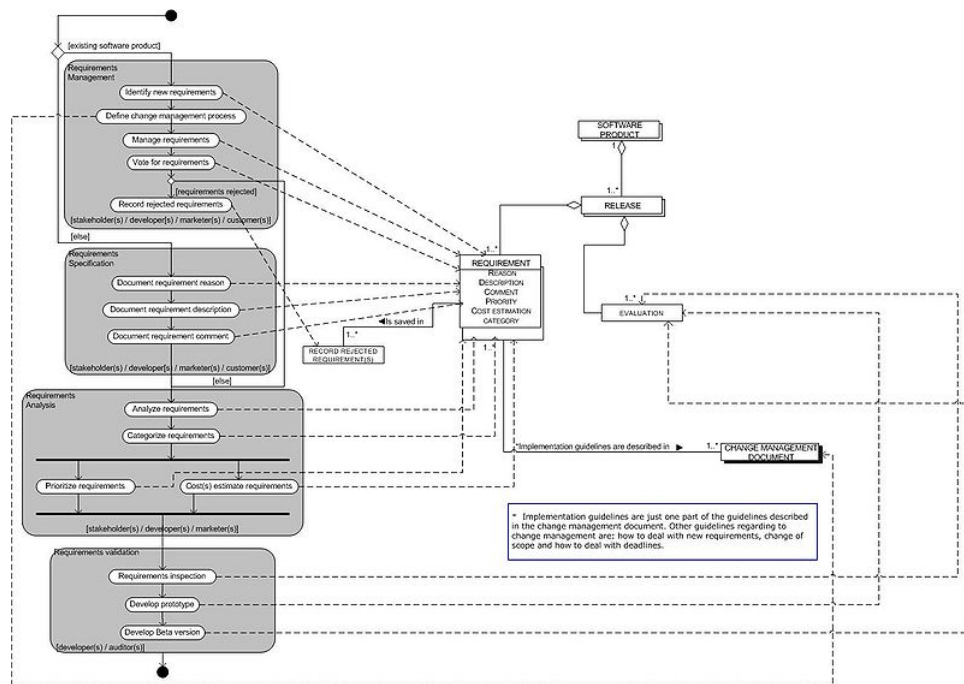 [existing software product]
Requirements
Management
Identify new requirements
Define change management process
Manage requirements
Vote for requirements
[requirements rejected]
Record rejected requirements
[stakeholder(s) / developer[s) / marketer(s) / customer(s)]
[else]
Requirements
Specification
Document requirement reason
Document requirement description
Document requirement comment
[stakeholder(s) / developer[s) / marketer(s) / customer(s)]
[else]
Requirements
Analysis
Analyze requirements
Categorize requirements
Prioritize requirements
Cost(s) estimate requirements
[stakeholder(s) / developer(s) / marketer(s)]
Requirements validation
Requirements inspection
Develop prototype
Develop Beta version
[developer(s) / auditor(s)]
SOFTWARE
PRODUCT
1
1..*
RELEASE
1..*
REQUIREMENT
REASON
DESCRIPTION
COMMENT
PRIORITY
COST ESTIMATION
CATEGORY
1..*
EVALUATION
◄Is saved in
1..*
RECORD REJECTED
REQUIREMENT(S)
1..*
*Implementation guidelines are described in ►
1..*
CHANGE MANAGEMENT
DOCUMENT
* Implementation guidelines are just one part of the guidelines described
in the change management document. Other guidelines regarding to
change management are: how to deal with new requirements, change of
scope and how to deal with deadlines.